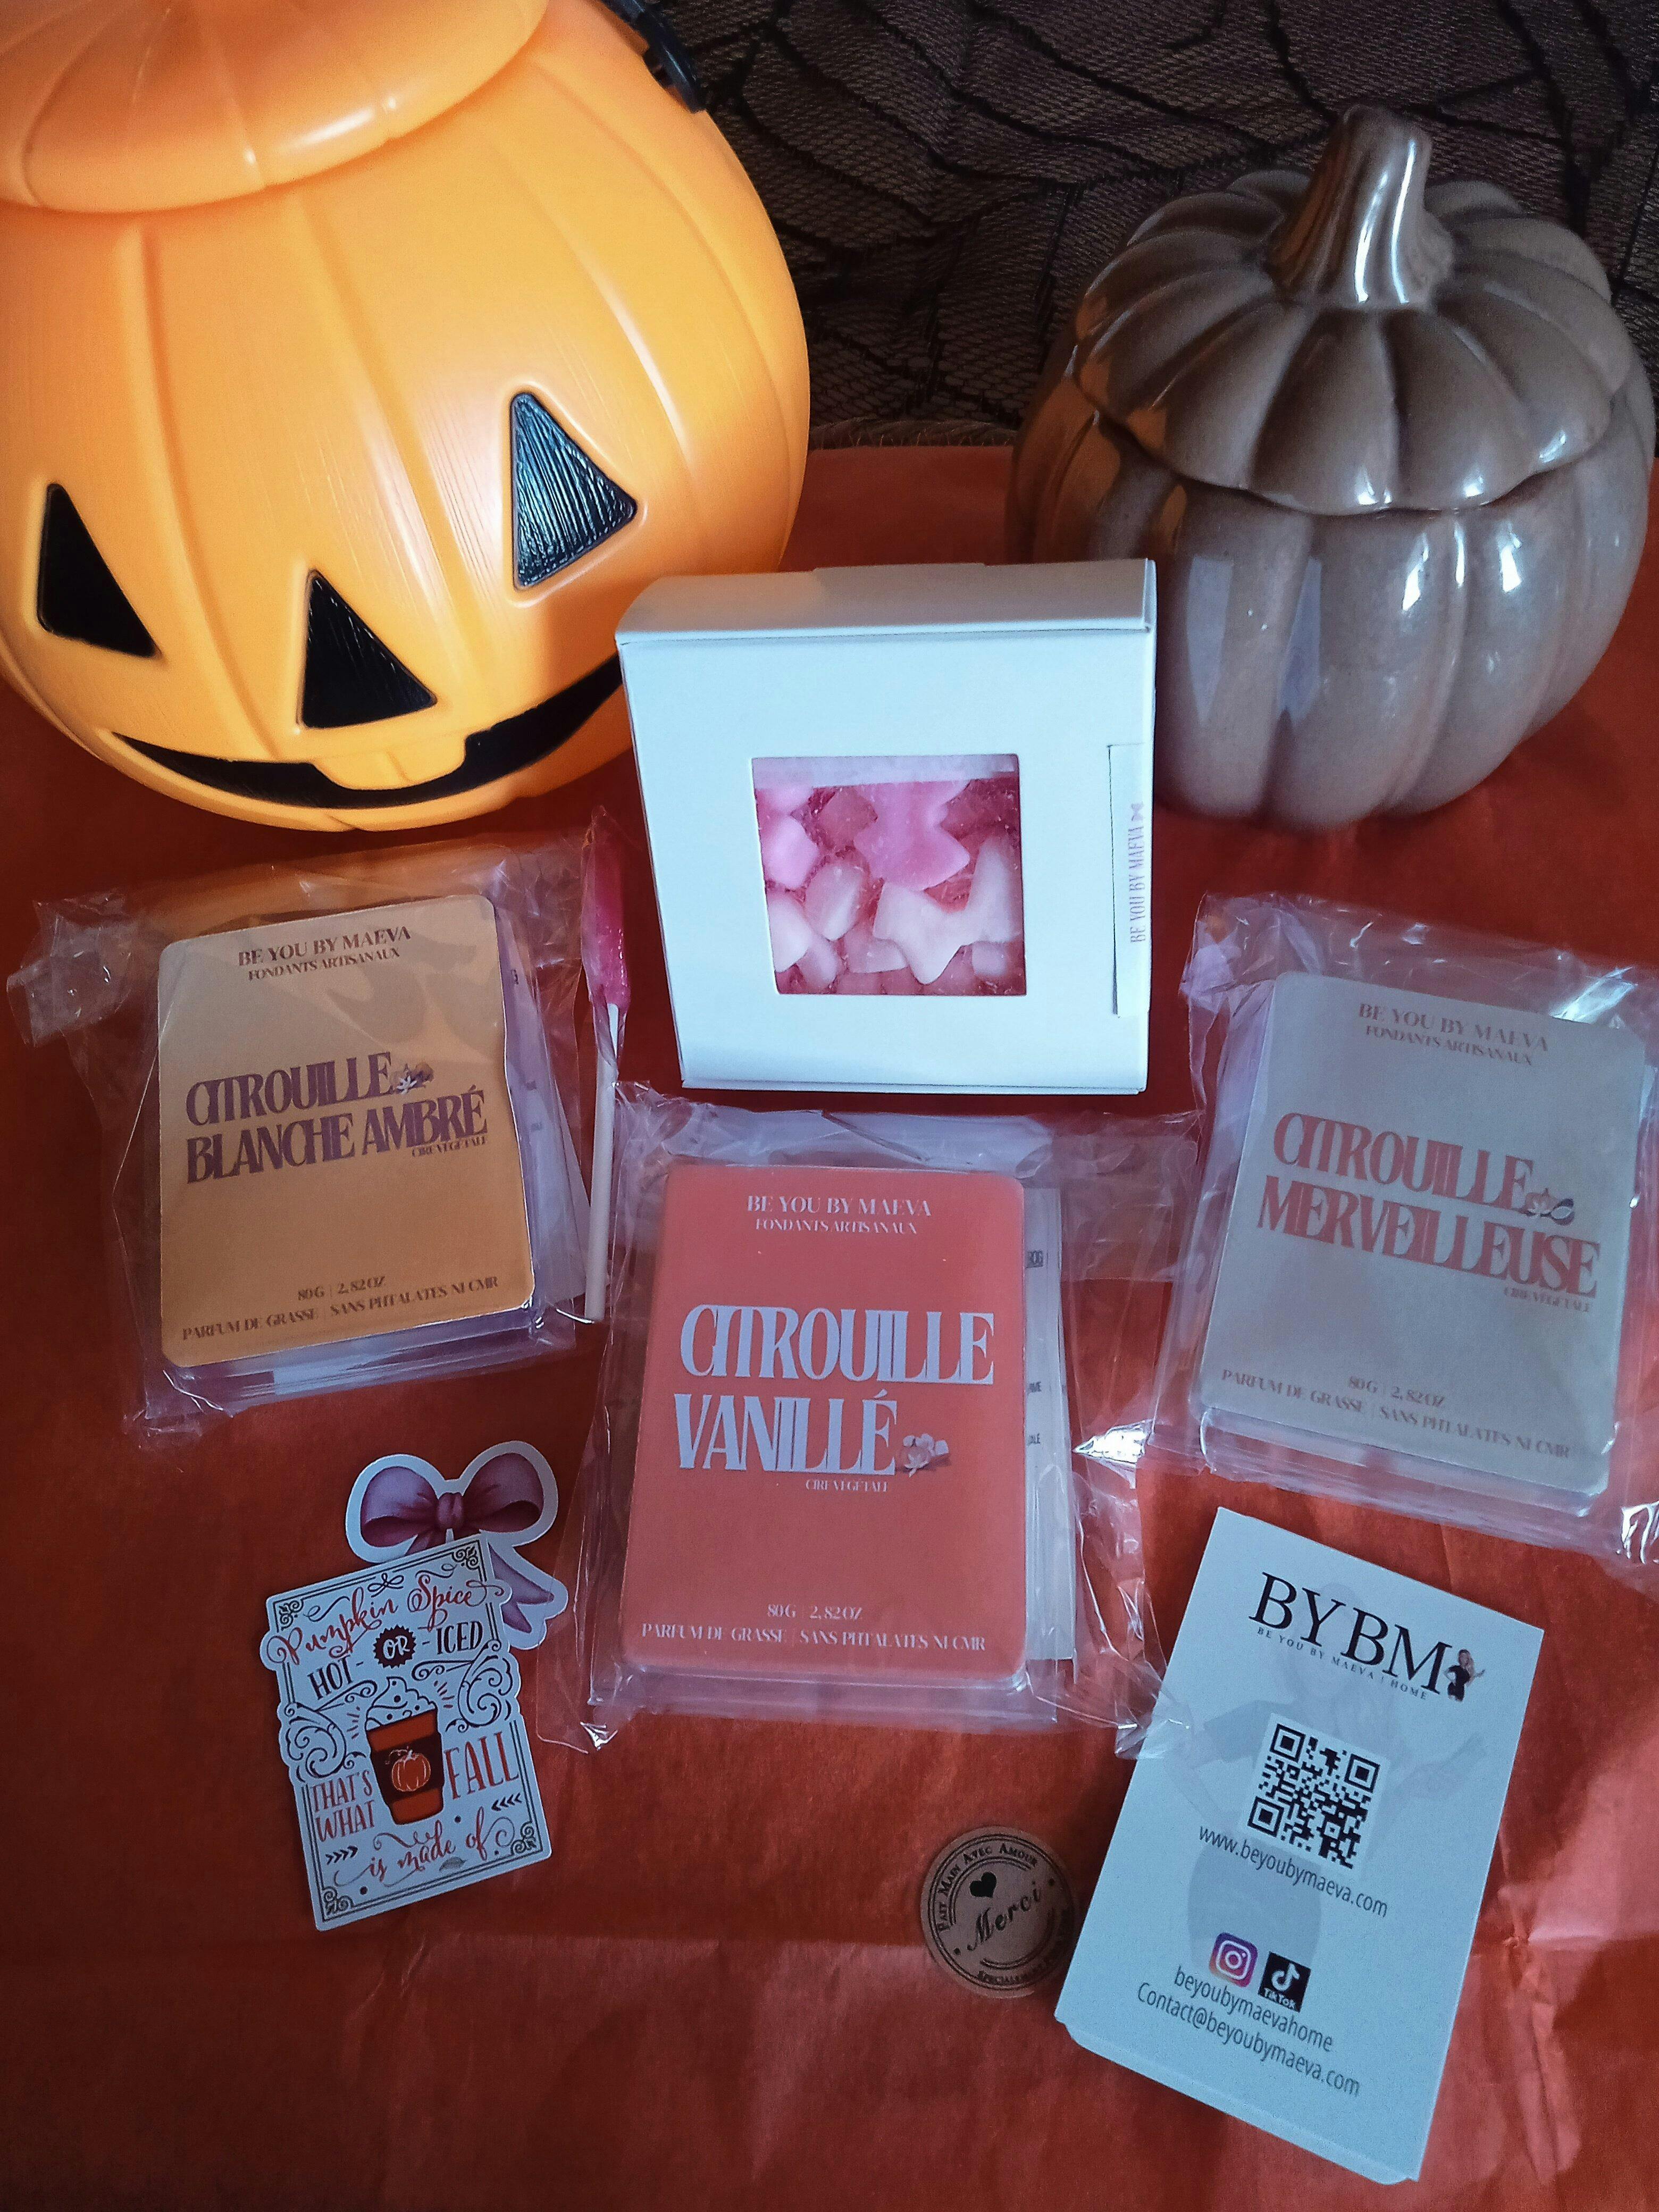 BE YOU BY MAEVA
BE YOU BY MAEVA
FONDANTS ARTISANAUX
CITROUILLE
BLANCHE AMBRÉ
CIRE VEGETALE
80G | 2,82OZ
PARFUM DE GRASSE | SANS PHTALATES NI CMR
BE YOU BY MAEVA
FONDANTS ARTISANAUX
CITROUILLE
VANILLÉ
CIRE VEGETALE
80G | 2,82OZ
PARFUM DE GRASSE | SANS PHTALATES NI CMR
BE YOU BY MAEVA
FONDANTS ARTISANAUX
CITROUILLE
MERVEILLEUSE
CIRE VEGETALE
80G | 2,82OZ
PARFUM DE GRASSE | SANS PHTALATES NI CMR
Pumpkin Spice
HOT - OR - ICED
THAT'S
WHAT
FALL
is made of
FAIT MAIN AVEC AMOUR
Merci
BYBM
BE YOU BY MAEVA | HOME
www.beyoubymaeva.com
TikTok
beyoubymaevahome
Contact@beyoubymaeva.com